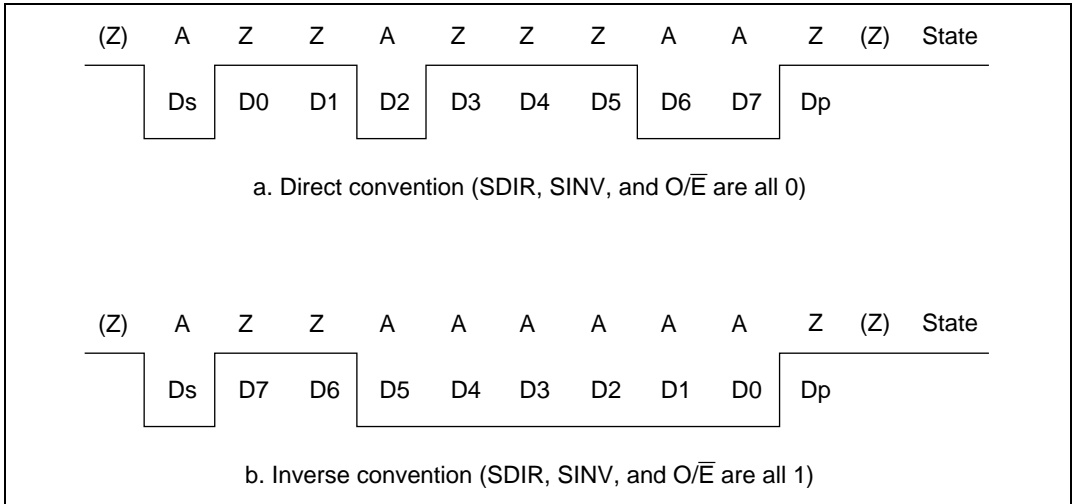 (Z) A Z Z A Z Z Z A A Z (Z) State
Ds D0 D1 D2 D3 D4 D5 D6 D7 Dp
a. Direct convention (SDIR, SINV, and O/E̅ are all 0)
(Z) A Z Z A A A A A A Z (Z) State
Ds D7 D6 D5 D4 D3 D2 D1 D0 Dp
b. Inverse convention (SDIR, SINV, and O/E̅ are all 1)